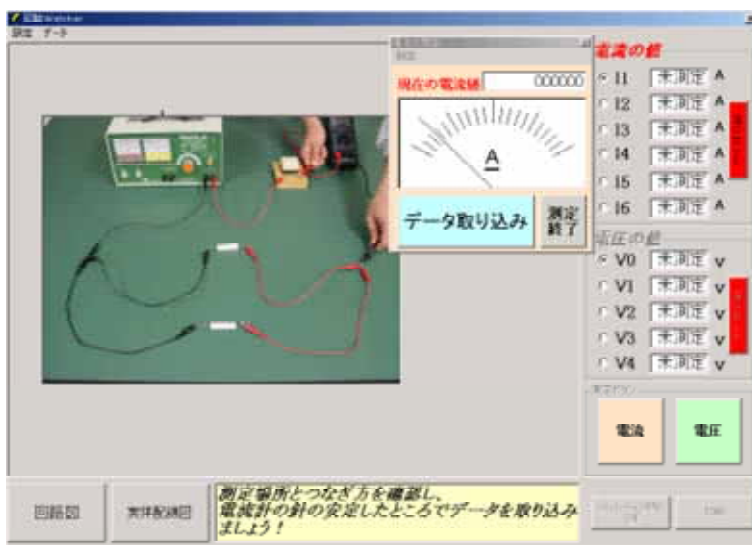 設定 データ
現在の電流値 000000
A
データ取り込み
測定
終了
電流の値
I1 未測定 A
I2 未測定 A
I3 未測定 A
I4 未測定 A
I5 未測定 A
I6 未測定 A
電圧の値
V0 未測定 V
V1 未測定 V
V2 未測定 V
V3 未測定 V
V4 未測定 V
電流
電圧
回路図
実体配線図
測定場所とつなぎ方を確認し、
電流計の針の安定したところでデータを取り込み
ましょう！